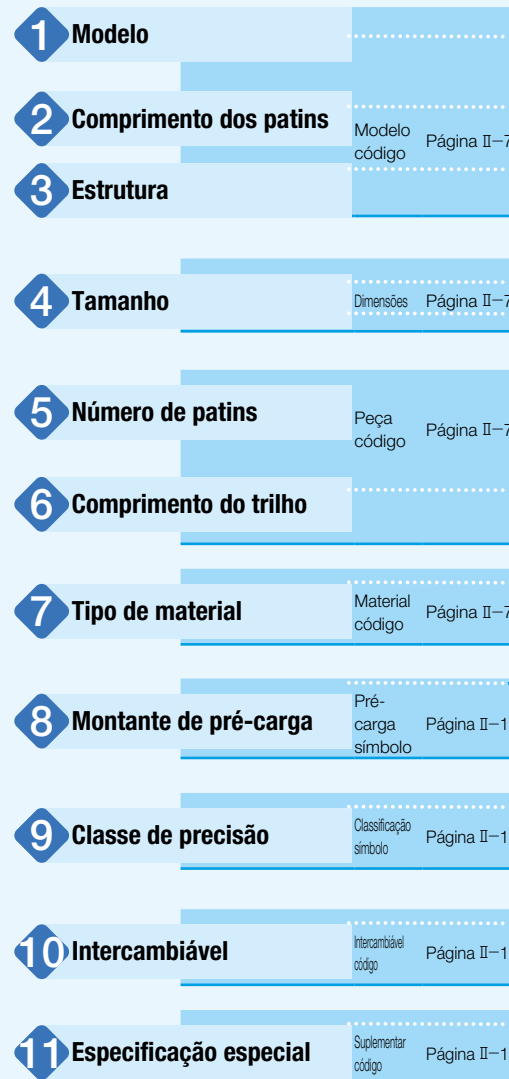 1 Modelo
2 Comprimento dos patins
Modelo
código
Página II-7
3 Estrutura
4 Tamanho
Dimensões Página II-7
5 Número de patins
Peça
código
Página II-7
6 Comprimento do trilho
7 Tipo de material
Material
código
Página II-7
8 Montante de pré-carga
Pré-
carga
símbolo
Página II-1
9 Classe de precisão
Classificação
símbolo
Página II-1
10 Intercambiável
Intercambiável
código
Página II-1
11 Especificação especial
Suplementar
código
Página II-1